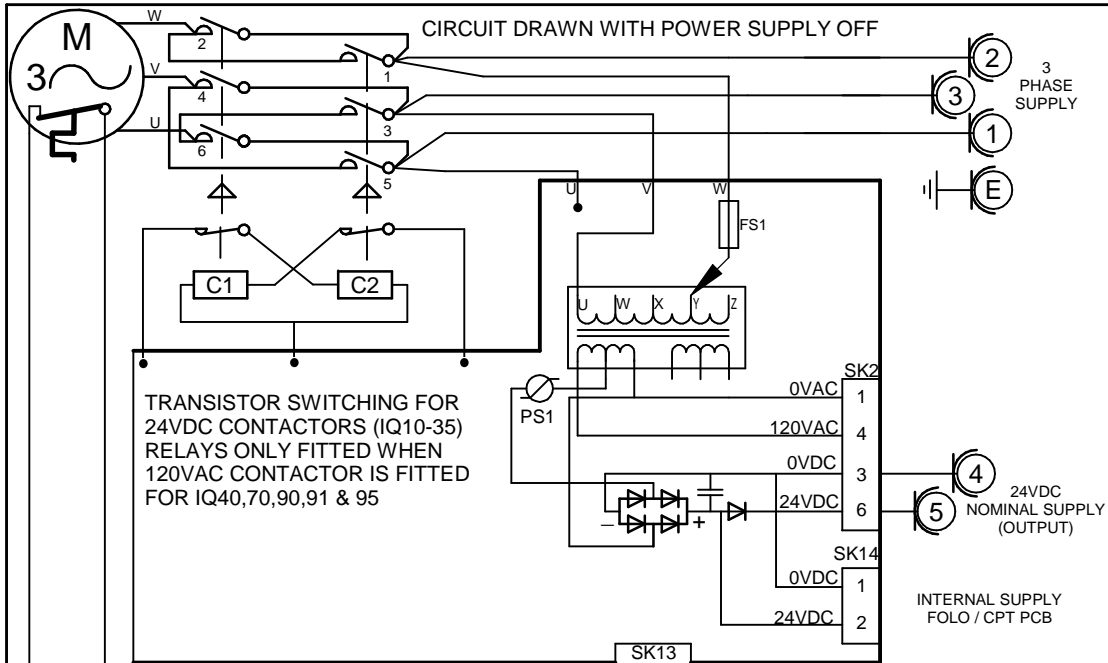 CIRCUIT DRAWN WITH POWER SUPPLY OFF
W
M
3
V
U
2
4
6
1
3
5
2
3
1
E
3
PHASE
SUPPLY
U
V
W
FS1
C1
C2
U
W
X
Y
Z
TRANSISTOR SWITCHING FOR
24VDC CONTACTORS (IQ10-35)
RELAYS ONLY FITTED WHEN
120VAC CONTACTOR IS FITTED
FOR IQ40,70,90,91 & 95
PS1
SK2
0VAC
1
120VAC
4
0VDC
3
24VDC
6
4
5
24VDC
NOMINAL SUPPLY
(OUTPUT)
–
+
SK14
0VDC
1
24VDC
2
INTERNAL SUPPLY
FOLO / CPT PCB
SK13